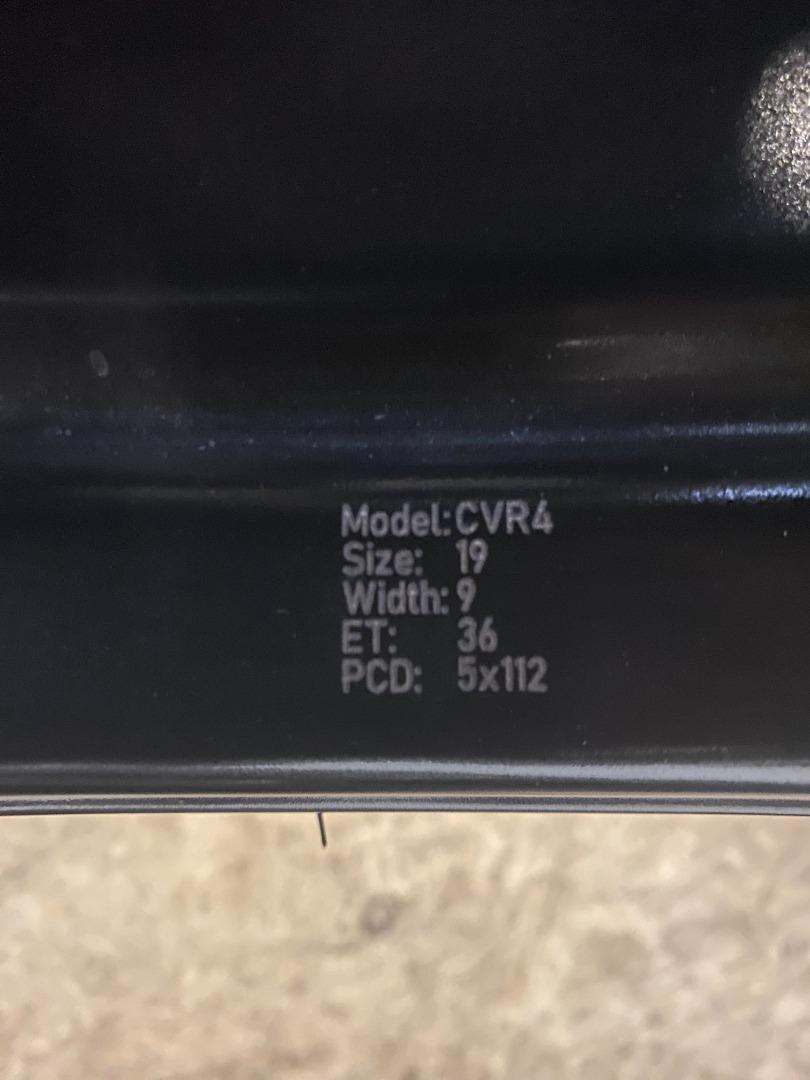 Model: CVR4
Size: 19
Width: 9
ET: 36
PCD: 5x112